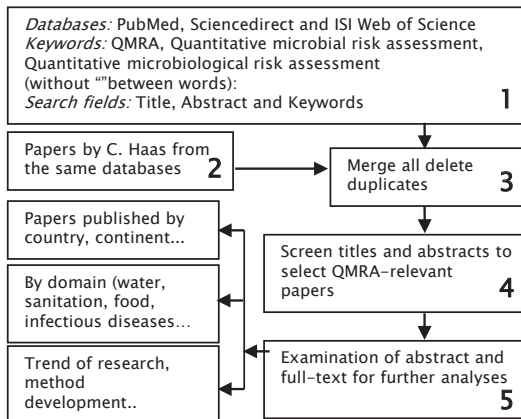 Databases: PubMed, Sciencedirect and ISI Web of Science
Keywords: QMRA, Quantitative microbial risk assessment,
Quantitative microbiological risk assessment
(without “”between words):
Search fields: Title, Abstract and Keywords
1
Papers by C. Haas from
the same databases
2
Merge all delete
duplicates
3
Papers published by
country, continent...
Screen titles and abstracts to
select QMRA-relevant
papers
4
By domain (water,
sanitation, food,
infectious diseases...
Examination of abstract and
full-text for further analyses
5
Trend of research,
method
development..